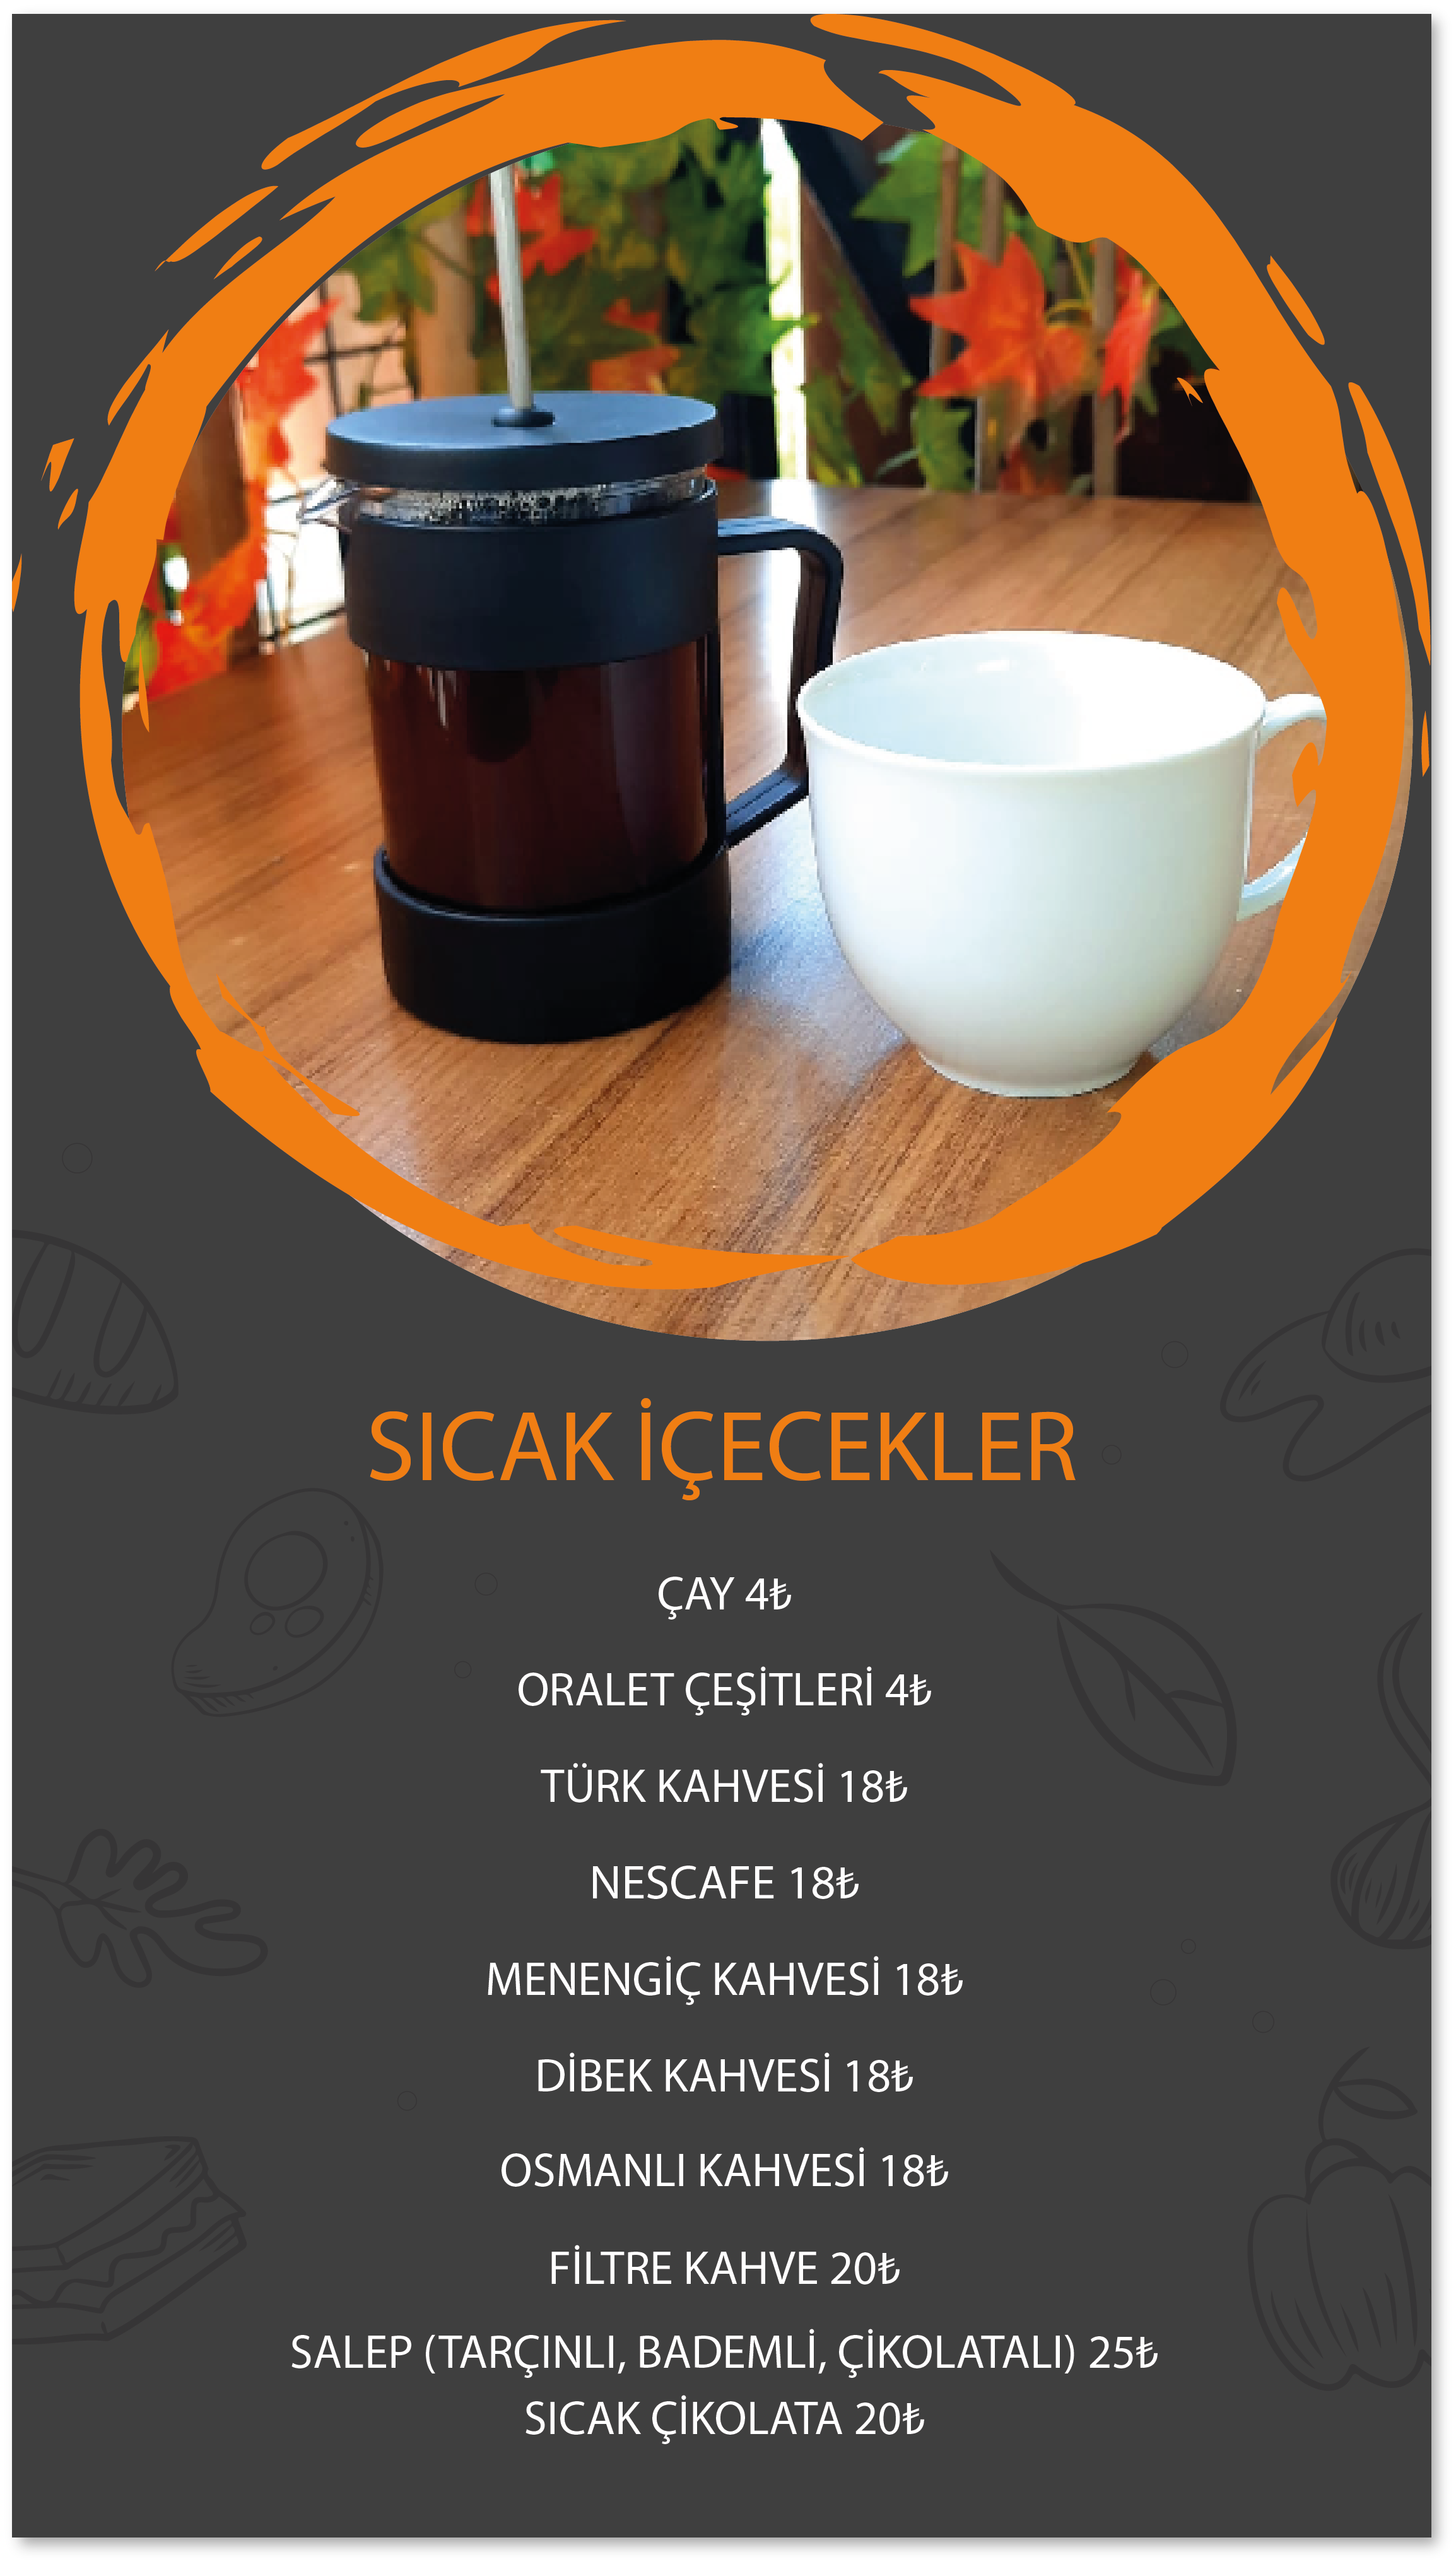 SICAK İÇECEKLER
ÇAY 4₺
ORALET ÇEŞİTLERİ 4₺
TÜRK KAHVESİ 18₺
NESCAFE 18₺
MENENGİÇ KAHVESİ 18₺
DİBEK KAHVESİ 18₺
OSMANLI KAHVESİ 18₺
FİLTRE KAHVE 20₺
SALEP (TARÇINLI, BADEMLİ, ÇİKOLATALI) 25₺
SICAK ÇİKOLATA 20₺